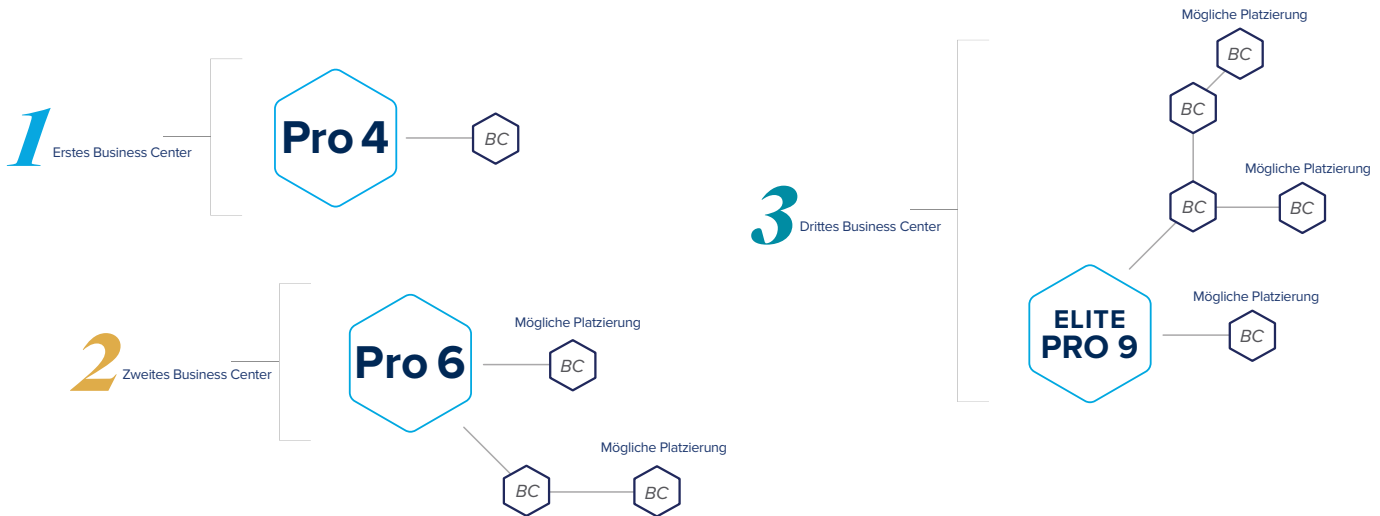 1
Erstes Business Center
Pro 4
BC
2
Zweites Business Center
Pro 6
Mögliche Platzierung
BC
BC
Mögliche Platzierung
BC
3
Drittes Business Center
Mögliche Platzierung
BC
BC
BC
Mögliche Platzierung
BC
ELITE
PRO 9
Mögliche Platzierung
BC